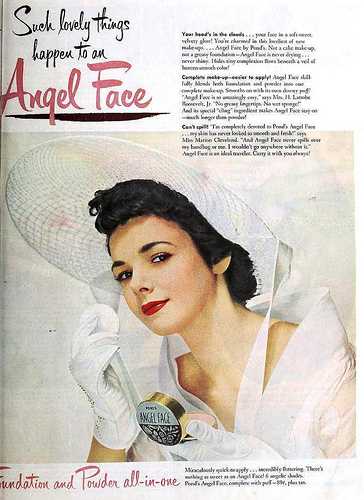 Such lovely things
happen to an
Angel Face
Your head's in the clouds . . . your face in a soft-sweet,
velvety glow! You're charmed in this loveliest of new
make-ups . . . Angel Face by Pond's. Not a cake make-up,
not a greasy foundation—Angel Face is never drying . . .
never shiny. Hides tiny complexion flaws beneath a veil of
heaven-smooth color!
Complete make-up—easier to apply! Angel Face skill-
fully blends both foundation and powder into one
complete make-up. Smooths on with its own downy puff!
"Angel Face is so amazingly easy," says Mrs. H. Latrobe
Roosevelt, Jr. "No greasy fingertips. No wet sponge!"
And its special "cling" ingredient makes Angel Face stay on
—much longer than powder!
Can't spill! "I'm completely devoted to Pond's Angel Face
. . . my skin has never looked so smooth and fresh!" says
Miss Marion Cleveland. "And Angel Face never spills over
my handbag or me. I wouldn't go anywhere without it."
Angel Face is an ideal traveler. Carry it with you always!
POND'S
ANGEL FACE
undation and Powder all-in-one
Miraculously quick to apply . . . incredibly flattering. There's
nothing as sweet as an Angel Face! 6 angelic shades.
Pond's Angel Face, complete with puff—89¢, plus tax.